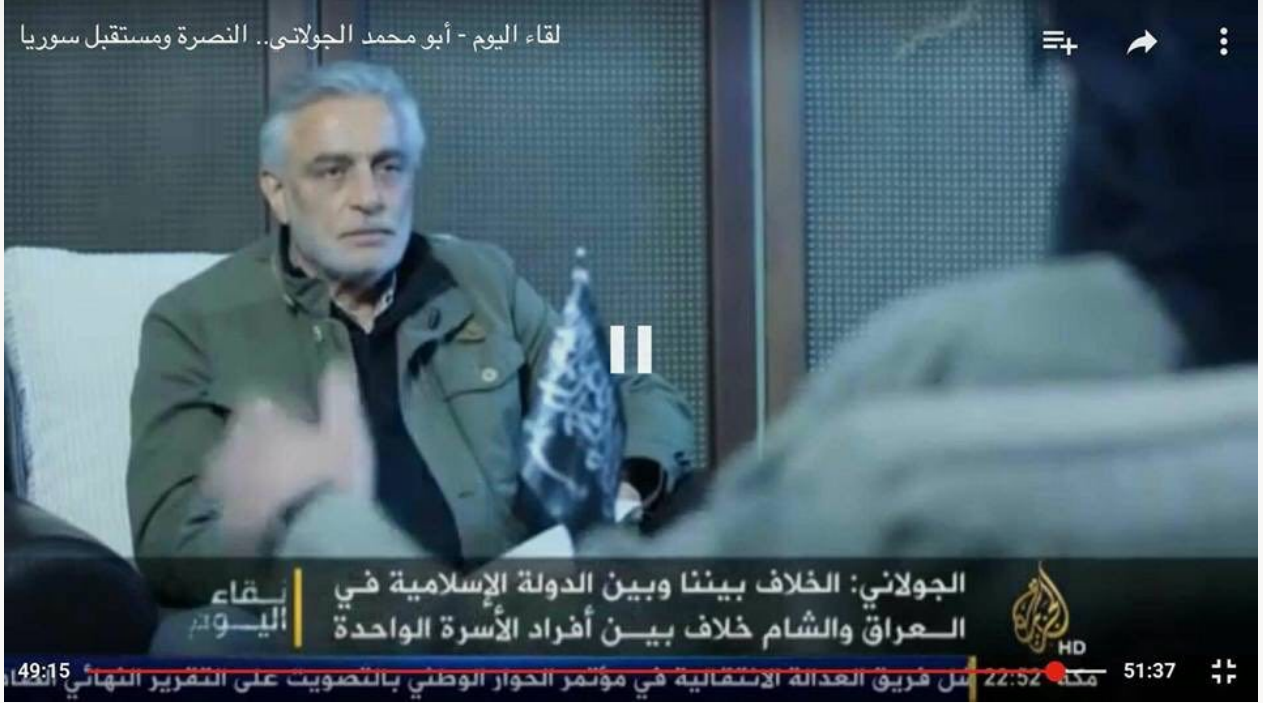 لقاء اليوم - أبو محمد الجولاني.. النصرة ومستقبل سوريا
الجولاني: الخلاف بيننا وبين الدولة الإسلامية في
العراق والشام خلاف بين أفراد الأسرة الواحدة
لقاء
اليوم
الجزيرة
HD
49:15
51:37
مكة 22:52 فريق العدالة الانتقالية في مؤتمر الحوار الوطني بالتصويت على التقرير النهائي